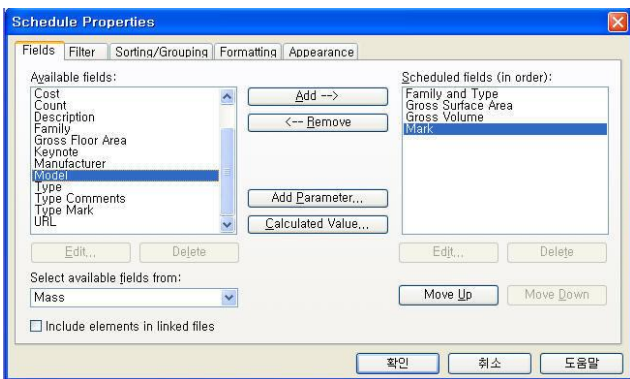 Schedule Properties
Fields Filter Sorting/Grouping Formatting Appearance
Available fields:
Cost
Count
Description
Family
Gross Floor Area
Keynote
Manufacturer
Model
Type
Type Comments
Type Mark
URL
Add -->
<-- Remove
Add Parameter...
Calculated Value...
Scheduled fields (in order):
Family and Type
Gross Surface Area
Gross Volume
Mark
Edit... Delete
Edit... Delete
Select available fields from:
Mass
Move Up Move Down
Include elements in linked files
확인 취소 도움말